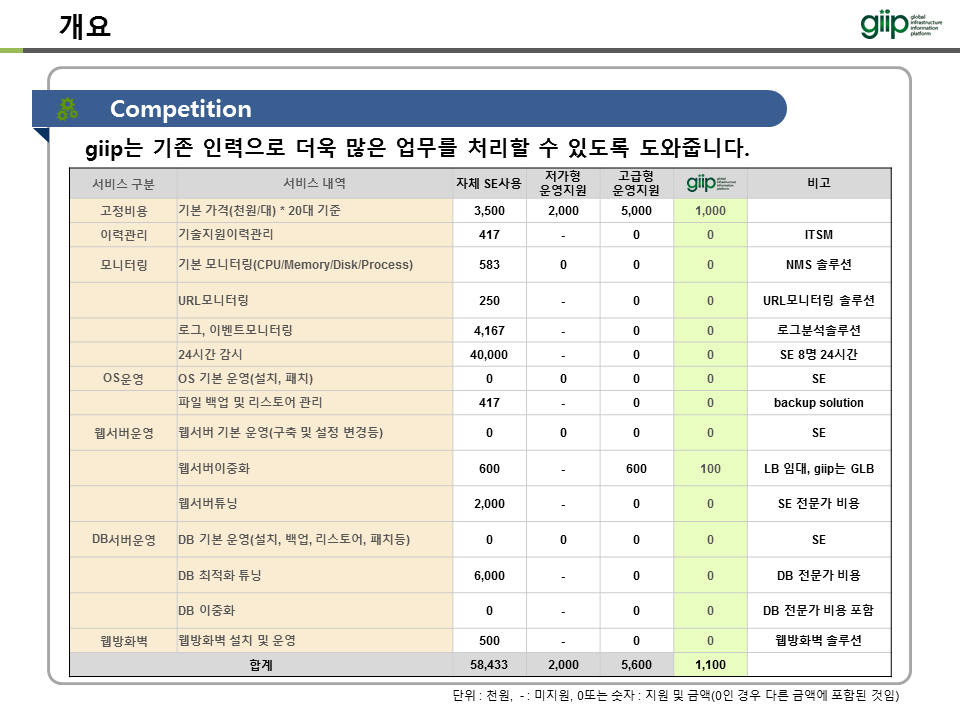 개요
giip global infrastructure information platform
Competition
giip는 기존 인력으로 더욱 많은 업무를 처리할 수 있도록 도와줍니다.
서비스 구분 서비스 내역 자체 SE사용 저가형 운영지원 고급형 운영지원 giip global infrastructure information platform 비고
고정비용 기본 가격(천원/대) * 20대 기준 3,500 2,000 5,000 1,000
이력관리 기술지원이력관리 417 - 0 0 ITSM
모니터링 기본 모니터링(CPU/Memory/Disk/Process) 583 0 0 0 NMS 솔루션
URL모니터링 250 - 0 0 URL모니터링 솔루션
로그, 이벤트모니터링 4,167 - 0 0 로그분석솔루션
24시간 감시 40,000 - 0 0 SE 8명 24시간
OS운영 OS 기본 운영(설치, 패치) 0 0 0 0 SE
파일 백업 및 리스토어 관리 417 - 0 0 backup solution
웹서버운영 웹서버 기본 운영(구축 및 설정 변경등) 0 0 0 0 SE
웹서버이중화 600 - 600 100 LB 임대, giip는 GLB
웹서버튜닝 2,000 - 0 0 SE 전문가 비용
DB서버운영 DB 기본 운영(설치, 백업, 리스토어, 패치등) 0 0 0 0 SE
DB 최적화 튜닝 6,000 - 0 0 DB 전문가 비용
DB 이중화 0 - 0 0 DB 전문가 비용 포함
웹방화벽 웹방화벽 설치 및 운영 500 - 0 0 웹방화벽 솔루션
합계 58,433 2,000 5,600 1,100
단위 : 천원, - : 미지원, 0또는 숫자 : 지원 및 금액(0인 경우 다른 금액에 포함된 것임)